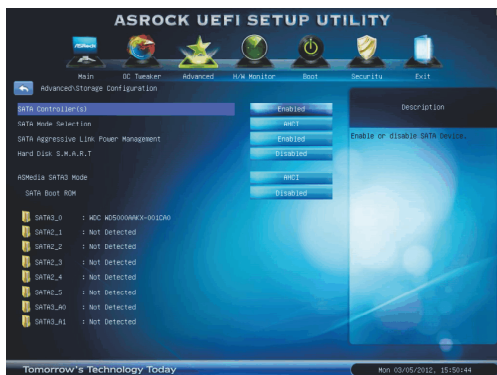 ASROCK UEFI SETUP UTILITY
ASRock
Main OC Tweaker Advanced H/W Monitor Boot Security Exit
Advanced\Storage Configuration
Description
SATA Controller(s) Enabled
SATA Mode Selection AHCI
Enable or disable SATA Device.
SATA Aggressive Link Power Management Enabled
Hard Disk S.M.A.R.T Disabled
ASMedia SATA3 Mode AHCI
SATA Boot ROM Disabled
SATA3_0 : WDC WD5000AAKX-001CA0
SATA2_1 : Not Detected
SATA2_2 : Not Detected
SATA2_3 : Not Detected
SATA2_4 : Not Detected
SATA2_5 : Not Detected
SATA3_A0 : Not Detected
SATA3_A1 : Not Detected
Tomorrow's Technology Today
Mon 03/05/2012, 15:50:44